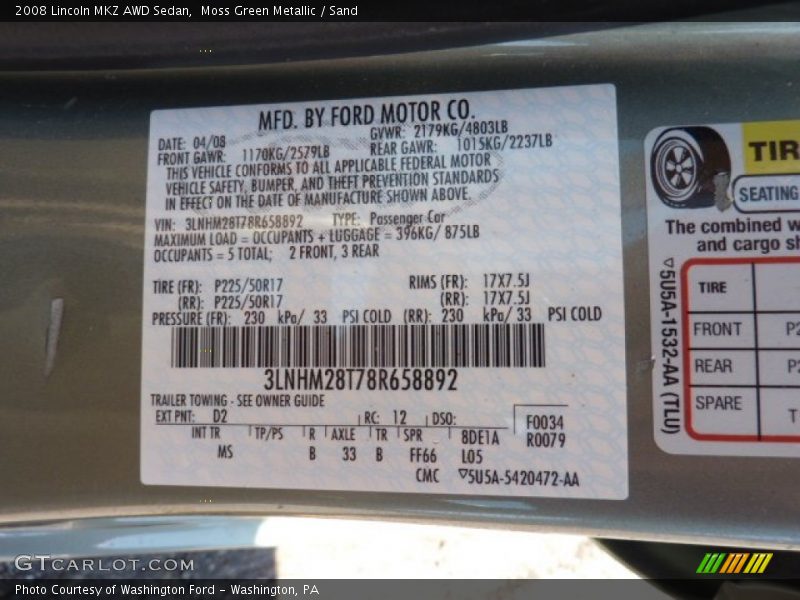 2008 Lincoln MKZ AWD Sedan, Moss Green Metallic / Sand
MFD. BY FORD MOTOR CO.
DATE: 04/08 GVWR: 2179KG/4803LB
FRONT GAWR: 1170KG/2579LB REAR GAWR: 1015KG/2237LB
THIS VEHICLE CONFORMS TO ALL APPLICABLE FEDERAL MOTOR
VEHICLE SAFETY, BUMPER, AND THEFT PREVENTION STANDARDS
IN EFFECT ON THE DATE OF MANUFACTURE SHOWN ABOVE
VIN: 3LNHM28T78R658892 TYPE: Passenger Car
MAXIMUM LOAD = OCCUPANTS + LUGGAGE = 396KG/ 875LB
OCCUPANTS = 5 TOTAL; 2 FRONT, 3 REAR
TIRE (FR): P225/50R17 RIMS (FR): 17X7.5J
(RR): P225/50R17 (RR): 17X7.5J
PRESSURE (FR): 230 kPa/ 33 PSI COLD (RR): 230 kPa/ 33 PSI COLD
3LNHM28T78R658892
TRAILER TOWING - SEE OWNER GUIDE
EXT PNT: D2 RC: 12 DSO: F0034
INT TR TP/PS R AXLE TR SPR 8DE1A R0079
MS B 33 B FF66 L05
CMC ▽5U5A-5420472-AA
TIR
SEATING
The combined w
and cargo sh
TIRE
FRONT P2
REAR P2
SPARE T
▽5U5A-1532-AA (TLU)
GTCARLOT.COM
Photo Courtesy of Washington Ford - Washington, PA